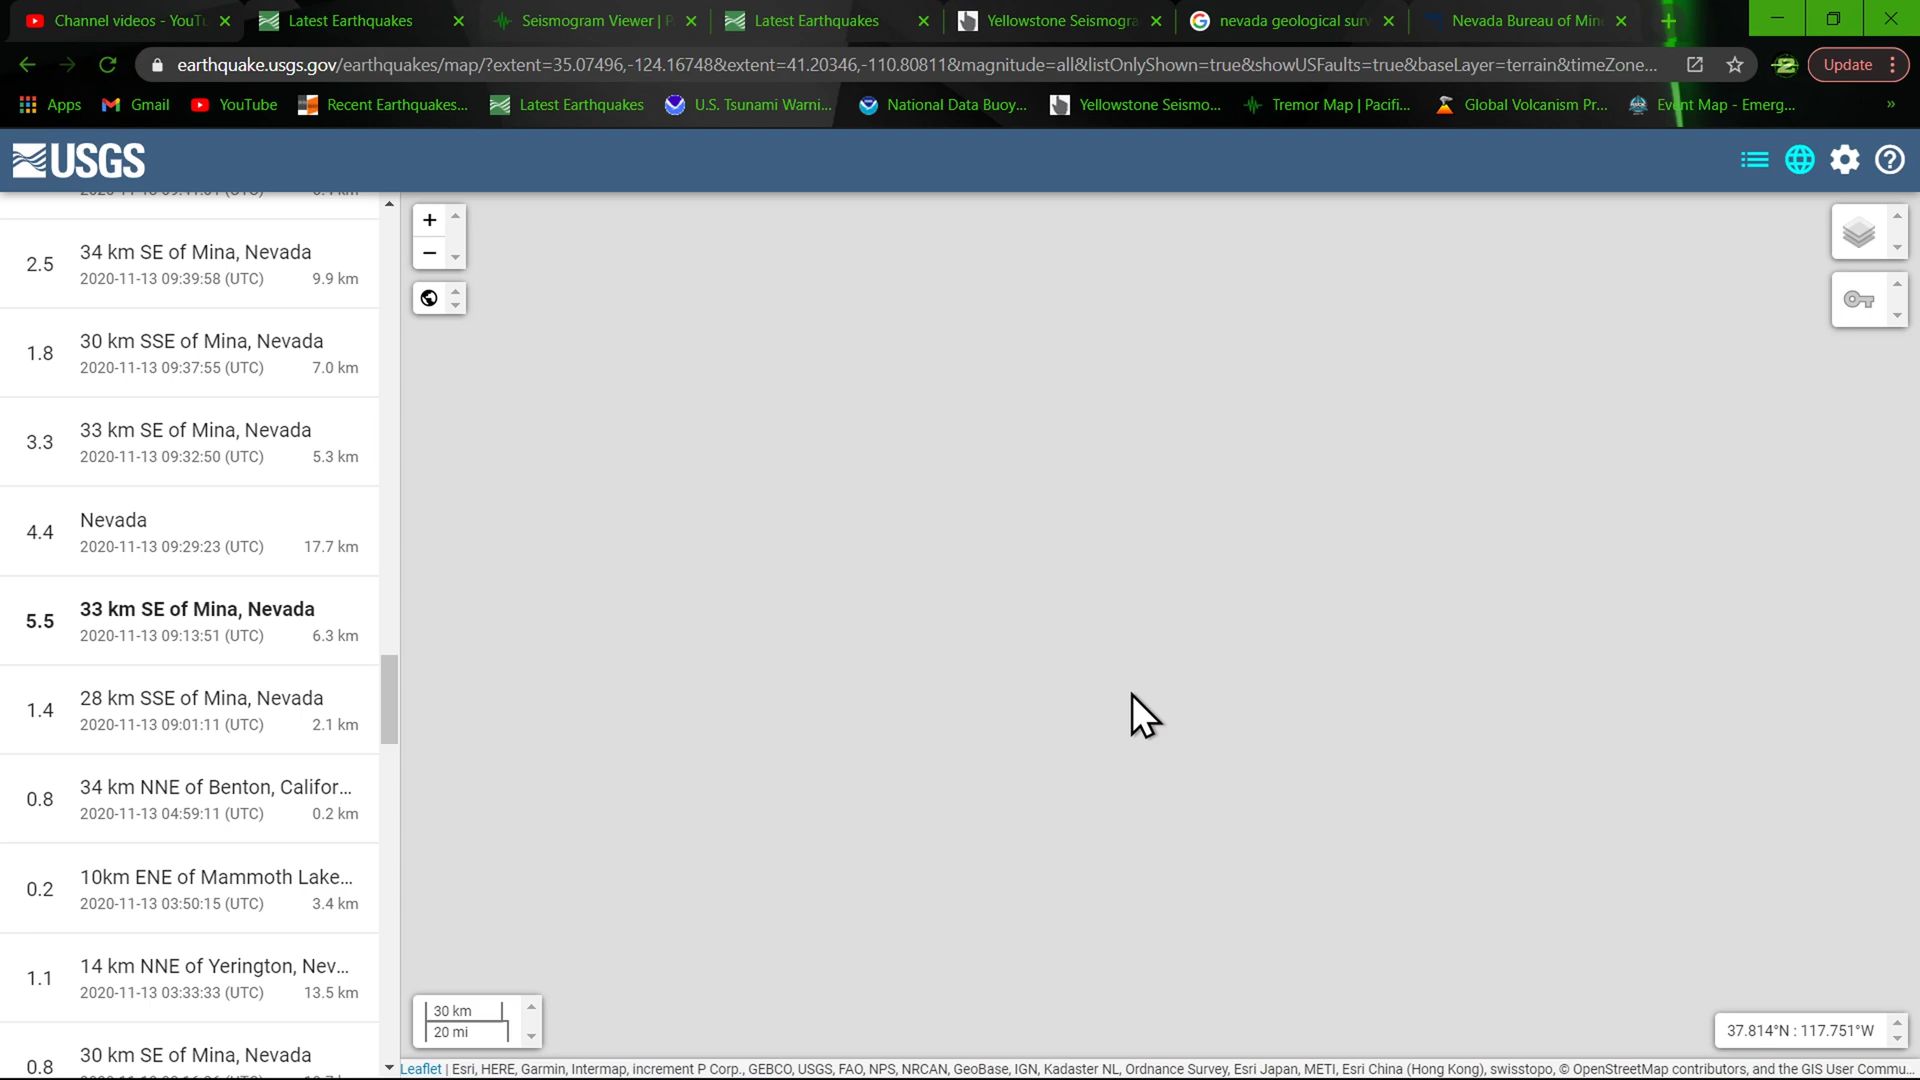 Channel videos - YouTu
Latest Earthquakes
Seismogram Viewer | P
Latest Earthquakes
Yellowstone Seismogra
nevada geological surv
Nevada Bureau of Mine
earthquake.usgs.gov/earthquakes/map/?extent=35.07496,-124.16748&extent=41.20346,-110.80811&magnitude=all&listOnlyShown=true&showUSFaults=true&baseLayer=terrain&timeZone...
Update
Apps
Gmail
YouTube
Recent Earthquakes...
Latest Earthquakes
U.S. Tsunami Warni...
National Data Buoy...
Yellowstone Seismo...
Tremor Map | Pacifi...
Global Volcanism Pr...
Event Map - Emerg...
»
USGS
2.5
34 km SE of Mina, Nevada
2020-11-13 09:39:58 (UTC) 9.9 km
1.8
30 km SSE of Mina, Nevada
2020-11-13 09:37:55 (UTC) 7.0 km
3.3
33 km SE of Mina, Nevada
2020-11-13 09:32:50 (UTC) 5.3 km
4.4
Nevada
2020-11-13 09:29:23 (UTC) 17.7 km
5.5
33 km SE of Mina, Nevada
2020-11-13 09:13:51 (UTC) 6.3 km
1.4
28 km SSE of Mina, Nevada
2020-11-13 09:01:11 (UTC) 2.1 km
0.8
34 km NNE of Benton, Califor...
2020-11-13 04:59:11 (UTC) 0.2 km
0.2
10km ENE of Mammoth Lake...
2020-11-13 03:50:15 (UTC) 3.4 km
1.1
14 km NNE of Yerington, Nev...
2020-11-13 03:33:33 (UTC) 13.5 km
0.8
30 km SE of Mina, Nevada
+
−
30 km
20 mi
37.814°N : 117.751°W
Leaflet | Esri, HERE, Garmin, Intermap, increment P Corp., GEBCO, USGS, FAO, NPS, NRCAN, GeoBase, IGN, Kadaster NL, Ordnance Survey, Esri Japan, METI, Esri China (Hong Kong), swisstopo, © OpenStreetMap contributors, and the GIS User Commu...